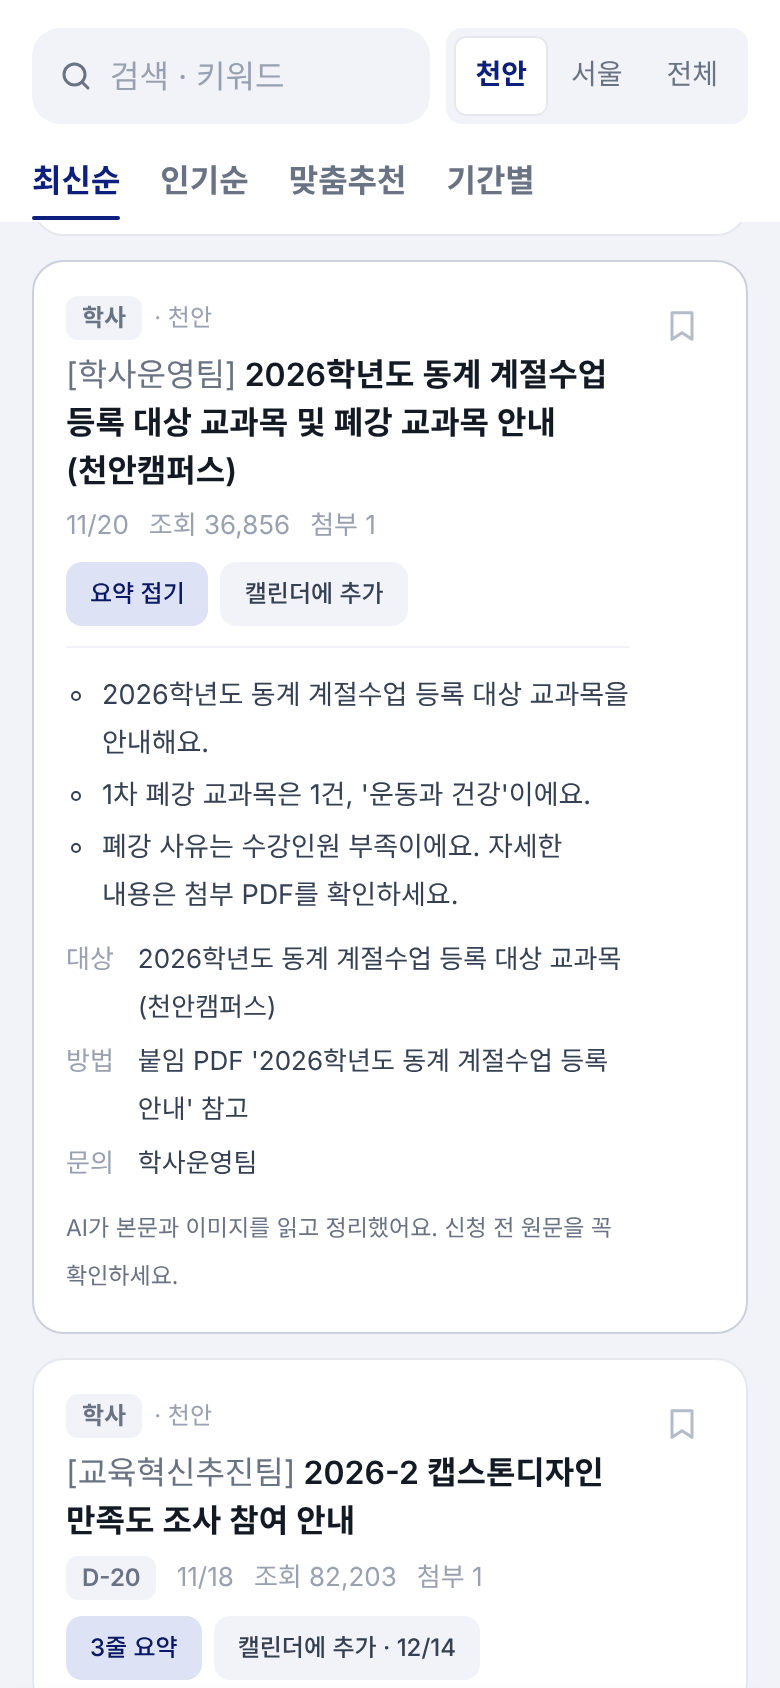 검색 · 키워드
천안 서울 전체
최신순 인기순 맞춤추천 기간별
학사 · 천안
[학사운영팀] 2026학년도 동계 계절수업
등록 대상 교과목 및 폐강 교과목 안내
(천안캠퍼스)
11/20 조회 36,856 첨부 1
요약 접기 캘린더에 추가
2026학년도 동계 계절수업 등록 대상 교과목을
안내해요.
1차 폐강 교과목은 1건, '운동과 건강'이에요.
폐강 사유는 수강인원 부족이에요. 자세한
내용은 첨부 PDF를 확인하세요.
대상 2026학년도 동계 계절수업 등록 대상 교과목
(천안캠퍼스)
방법 붙임 PDF '2026학년도 동계 계절수업 등록
안내' 참고
문의 학사운영팀
AI가 본문과 이미지를 읽고 정리했어요. 신청 전 원문을 꼭
확인하세요.
학사 · 천안
[교육혁신추진팀] 2026-2 캡스톤디자인
만족도 조사 참여 안내
D-20 11/18 조회 82,203 첨부 1
3줄 요약 캘린더에 추가 · 12/14